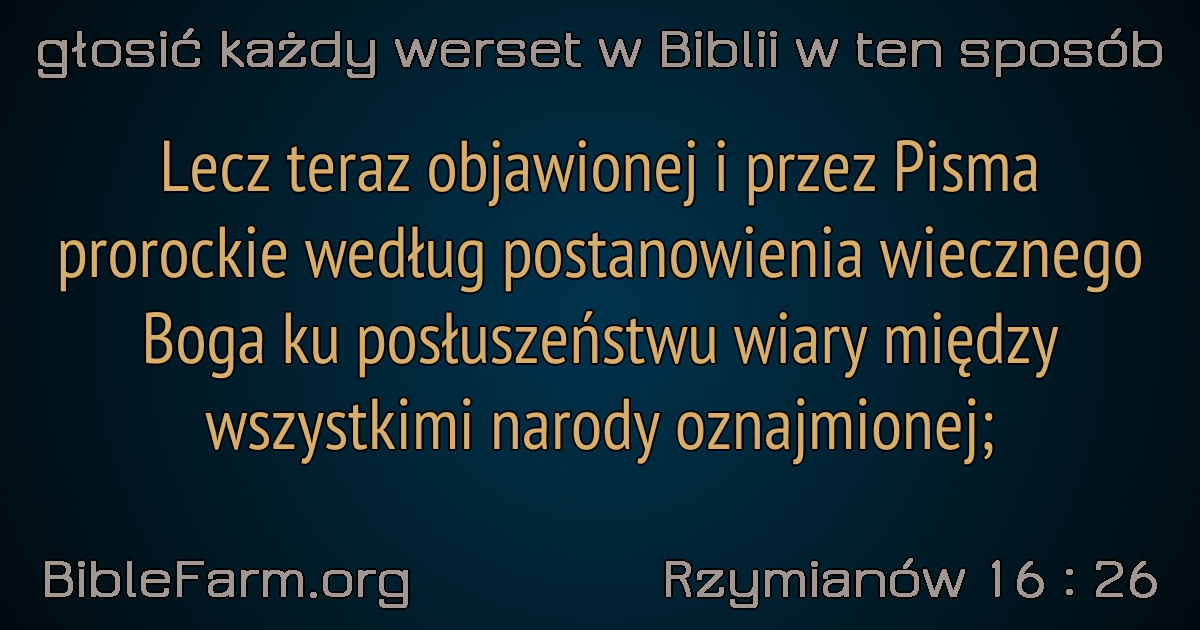 głosić każdy werset w Biblii w ten sposób
Lecz teraz objawionej i przez Pisma
prorockie według postanowienia wiecznego
Boga ku posłuszeństwu wiary między
wszystkimi narody oznajmionej;
BibleFarm.org
Rzymianów 16 : 26